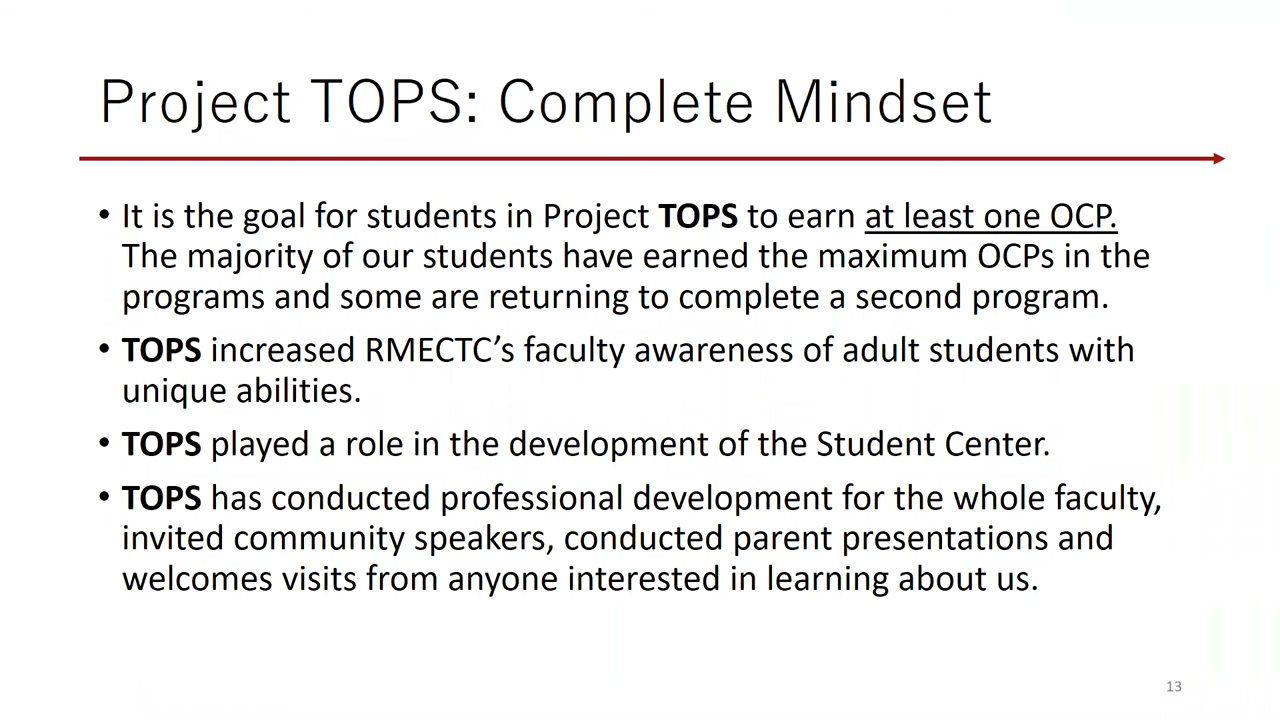 Project TOPS: Complete Mindset
• It is the goal for students in Project TOPS to earn at least one OCP.
The majority of our students have earned the maximum OCPs in the
programs and some are returning to complete a second program.
• TOPS increased RMECTC’s faculty awareness of adult students with
unique abilities.
• TOPS played a role in the development of the Student Center.
• TOPS has conducted professional development for the whole faculty,
invited community speakers, conducted parent presentations and
welcomes visits from anyone interested in learning about us.
13